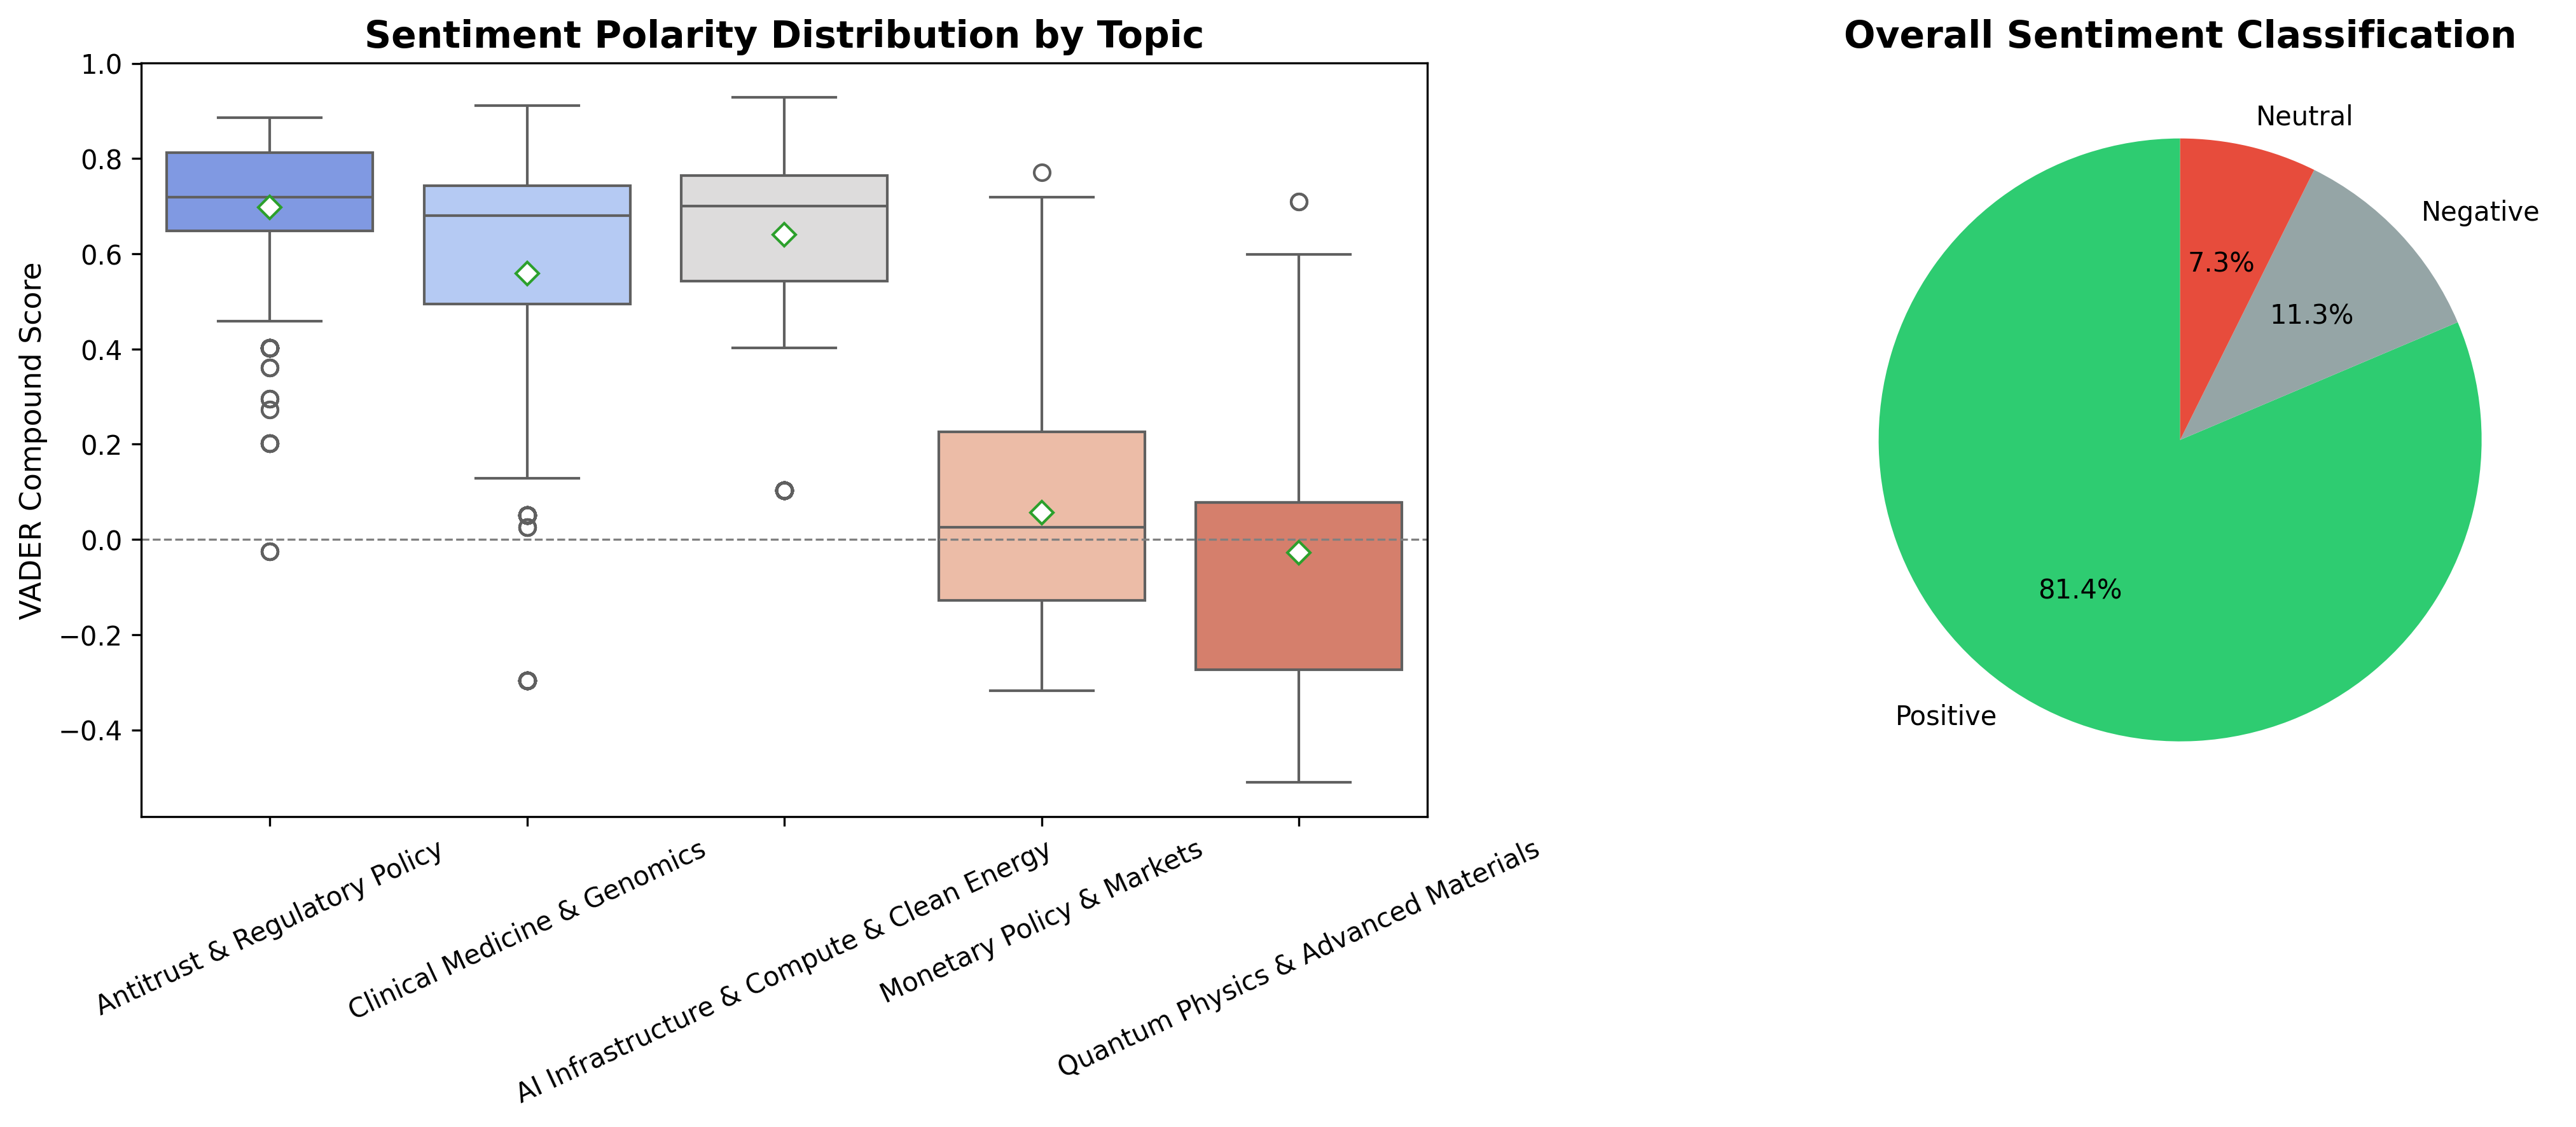 Sentiment Polarity Distribution by Topic
VADER Compound Score
1.0
0.8
0.6
0.4
0.2
0.0
−0.2
−0.4
Antitrust & Regulatory Policy
Clinical Medicine & Genomics
AI Infrastructure & Compute & Clean Energy
Monetary Policy & Markets
Quantum Physics & Advanced Materials
Overall Sentiment Classification
Neutral
Negative
7.3%
11.3%
81.4%
Positive